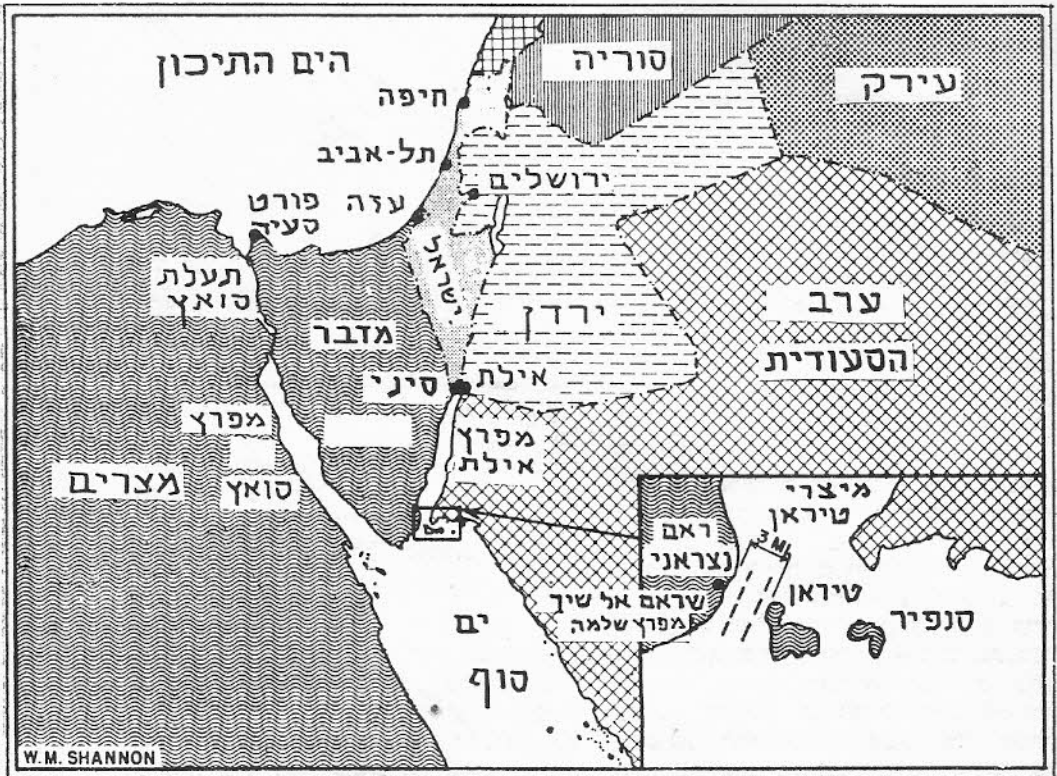 הים התיכון
סוריה
עירק
חיפה
תל-אביב
ירושלים
עזה
פורט
סעיד
תעלת
סואץ
ישראל
ירדן
ערב
הסעודית
מדבר
סיני
אילת
מפרץ
סואץ
מפרץ
אילת
מצרים
ים
סוף
מיצרי
טיראן
3 MI
ראם
נצראני
שראם אל שיך
מפרץ שלמה
טיראן
סנפיר
W.M. SHANNON